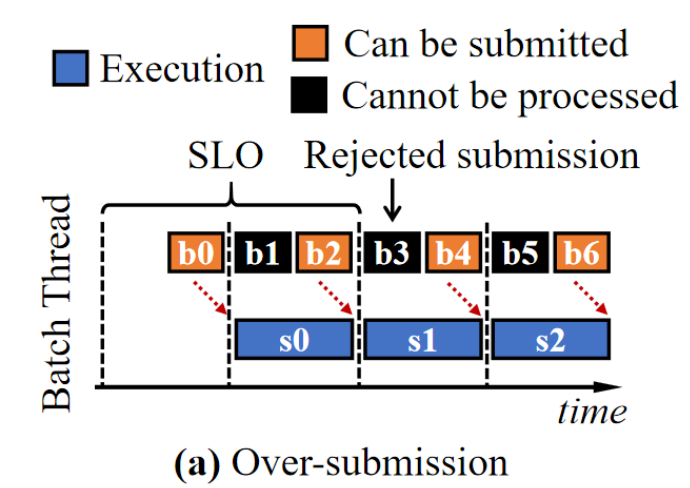 Execution
Can be submitted
Cannot be processed
SLO
Rejected submission
Batch Thread
b0 b1 b2 b3 b4 b5 b6
s0 s1 s2
time
(a) Over-submission